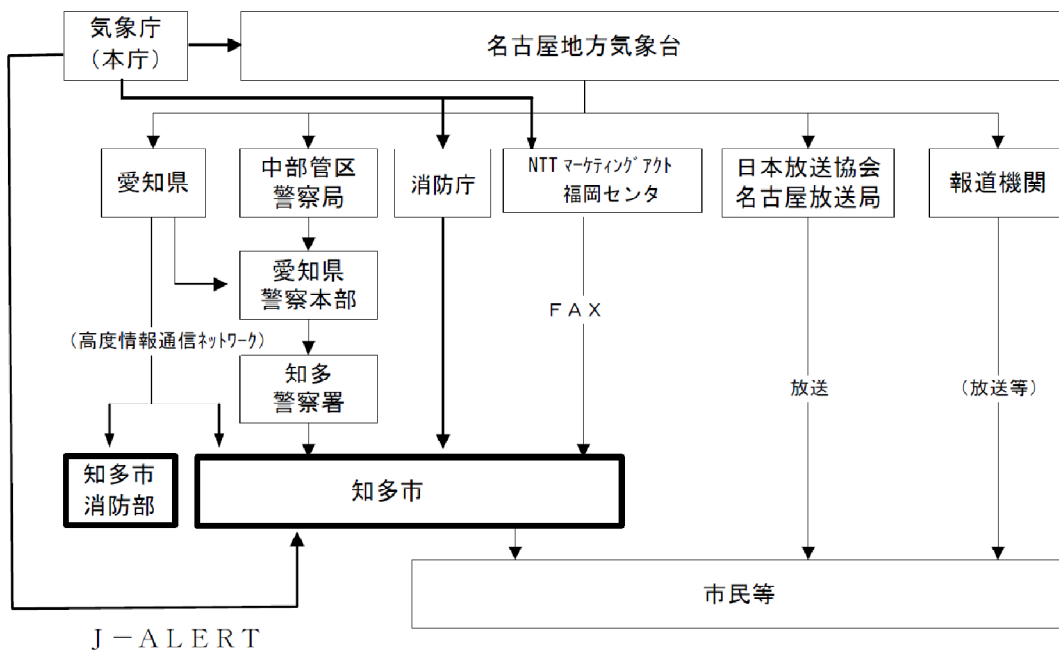 気象庁
（本庁）
名古屋地方気象台
愛知県
中部管区
警察局
消防庁
NTT ﾏｰｹﾃｨﾝｸﾞｱｸﾄ
福岡センタ
日本放送協会
名古屋放送局
報道機関
愛知県
警察本部
ＦＡＸ
（高度情報通信ﾈｯﾄﾜｰｸ）
知多
警察署
放送
（放送等）
知多市
消防部
知多市
市民等
Ｊ－ＡＬＥＲＴ